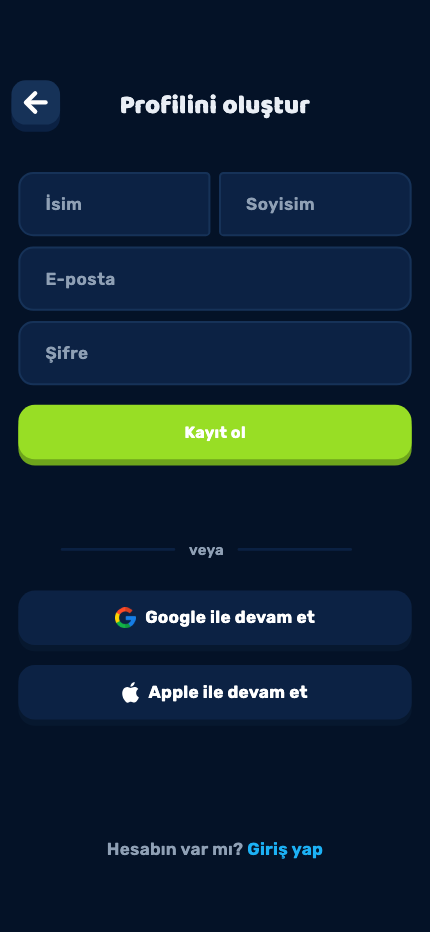 Profilini oluştur
İsim
Soyisim
E-posta
Şifre
Kayıt ol
veya
Google ile devam et
Apple ile devam et
Hesabın var mı? Giriş yap